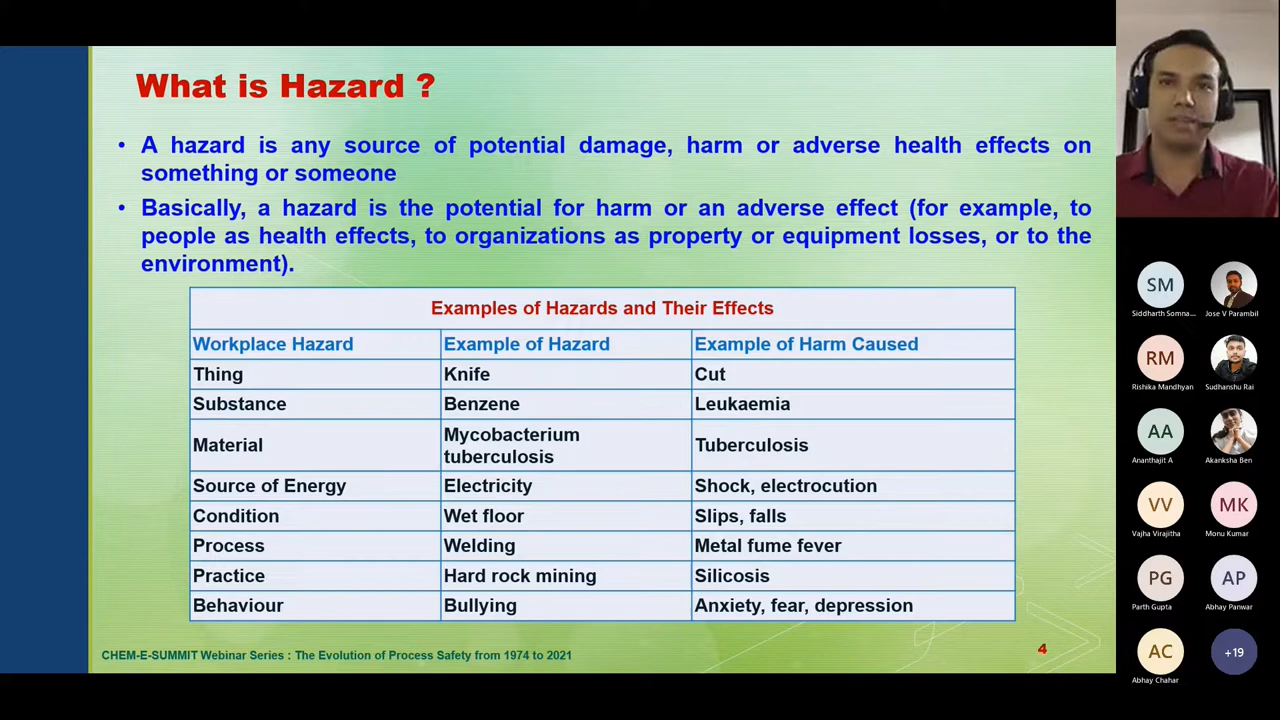 What is Hazard ?
• A hazard is any source of potential damage, harm or adverse health effects on
something or someone
• Basically, a hazard is the potential for harm or an adverse effect (for example, to
people as health effects, to organizations as property or equipment losses, or to the
environment).
Examples of Hazards and Their Effects
Workplace Hazard Example of Hazard Example of Harm Caused
Thing Knife Cut
Substance Benzene Leukaemia
Material Mycobacterium
tuberculosis Tuberculosis
Source of Energy Electricity Shock, electrocution
Condition Wet floor Slips, falls
Process Welding Metal fume fever
Practice Hard rock mining Silicosis
Behaviour Bullying Anxiety, fear, depression
CHEM-E-SUMMIT Webinar Series : The Evolution of Process Safety from 1974 to 2021
4
SM
Siddharth Somna... Jose V Parambil
RM
Rishika Mandhyan Sudhanshu Rai
AA
Ananthajit A Akanksha Ben
VV MK
Vajha Virajitha Monu Kumar
PG AP
Parth Gupta Abhay Panwar
AC +19
Abhay Chahar